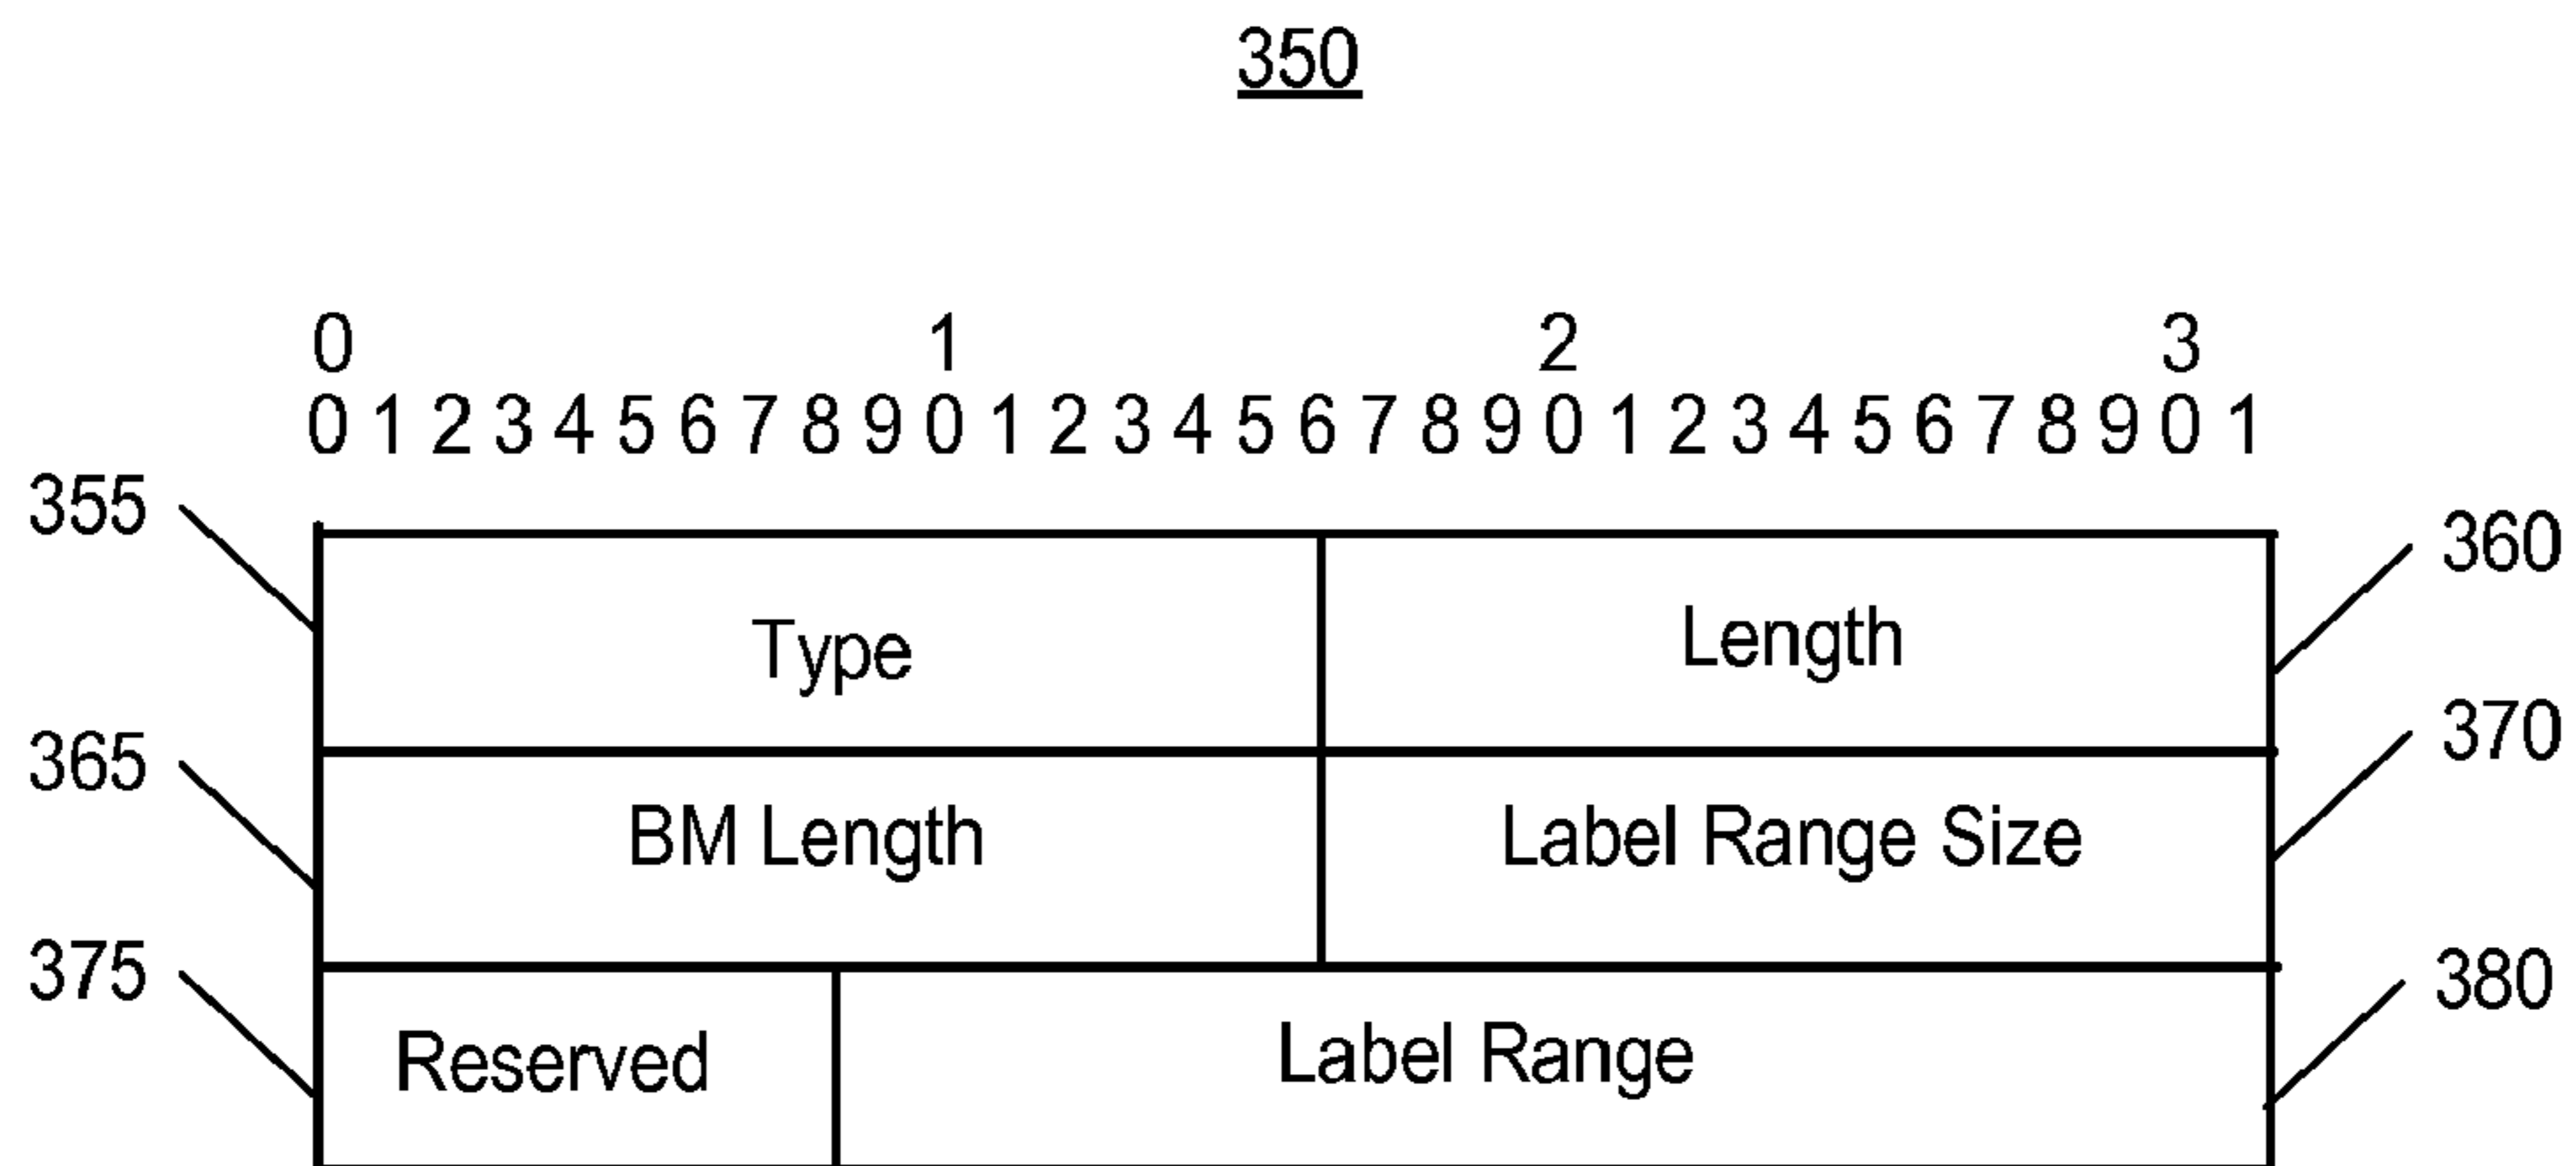 350
0 1 2 3
0 1 2 3 4 5 6 7 8 9 0 1 2 3 4 5 6 7 8 9 0 1 2 3 4 5 6 7 8 9 0 1
355 Type Length 360
365 BM Length Label Range Size 370
375 Reserved Label Range 380